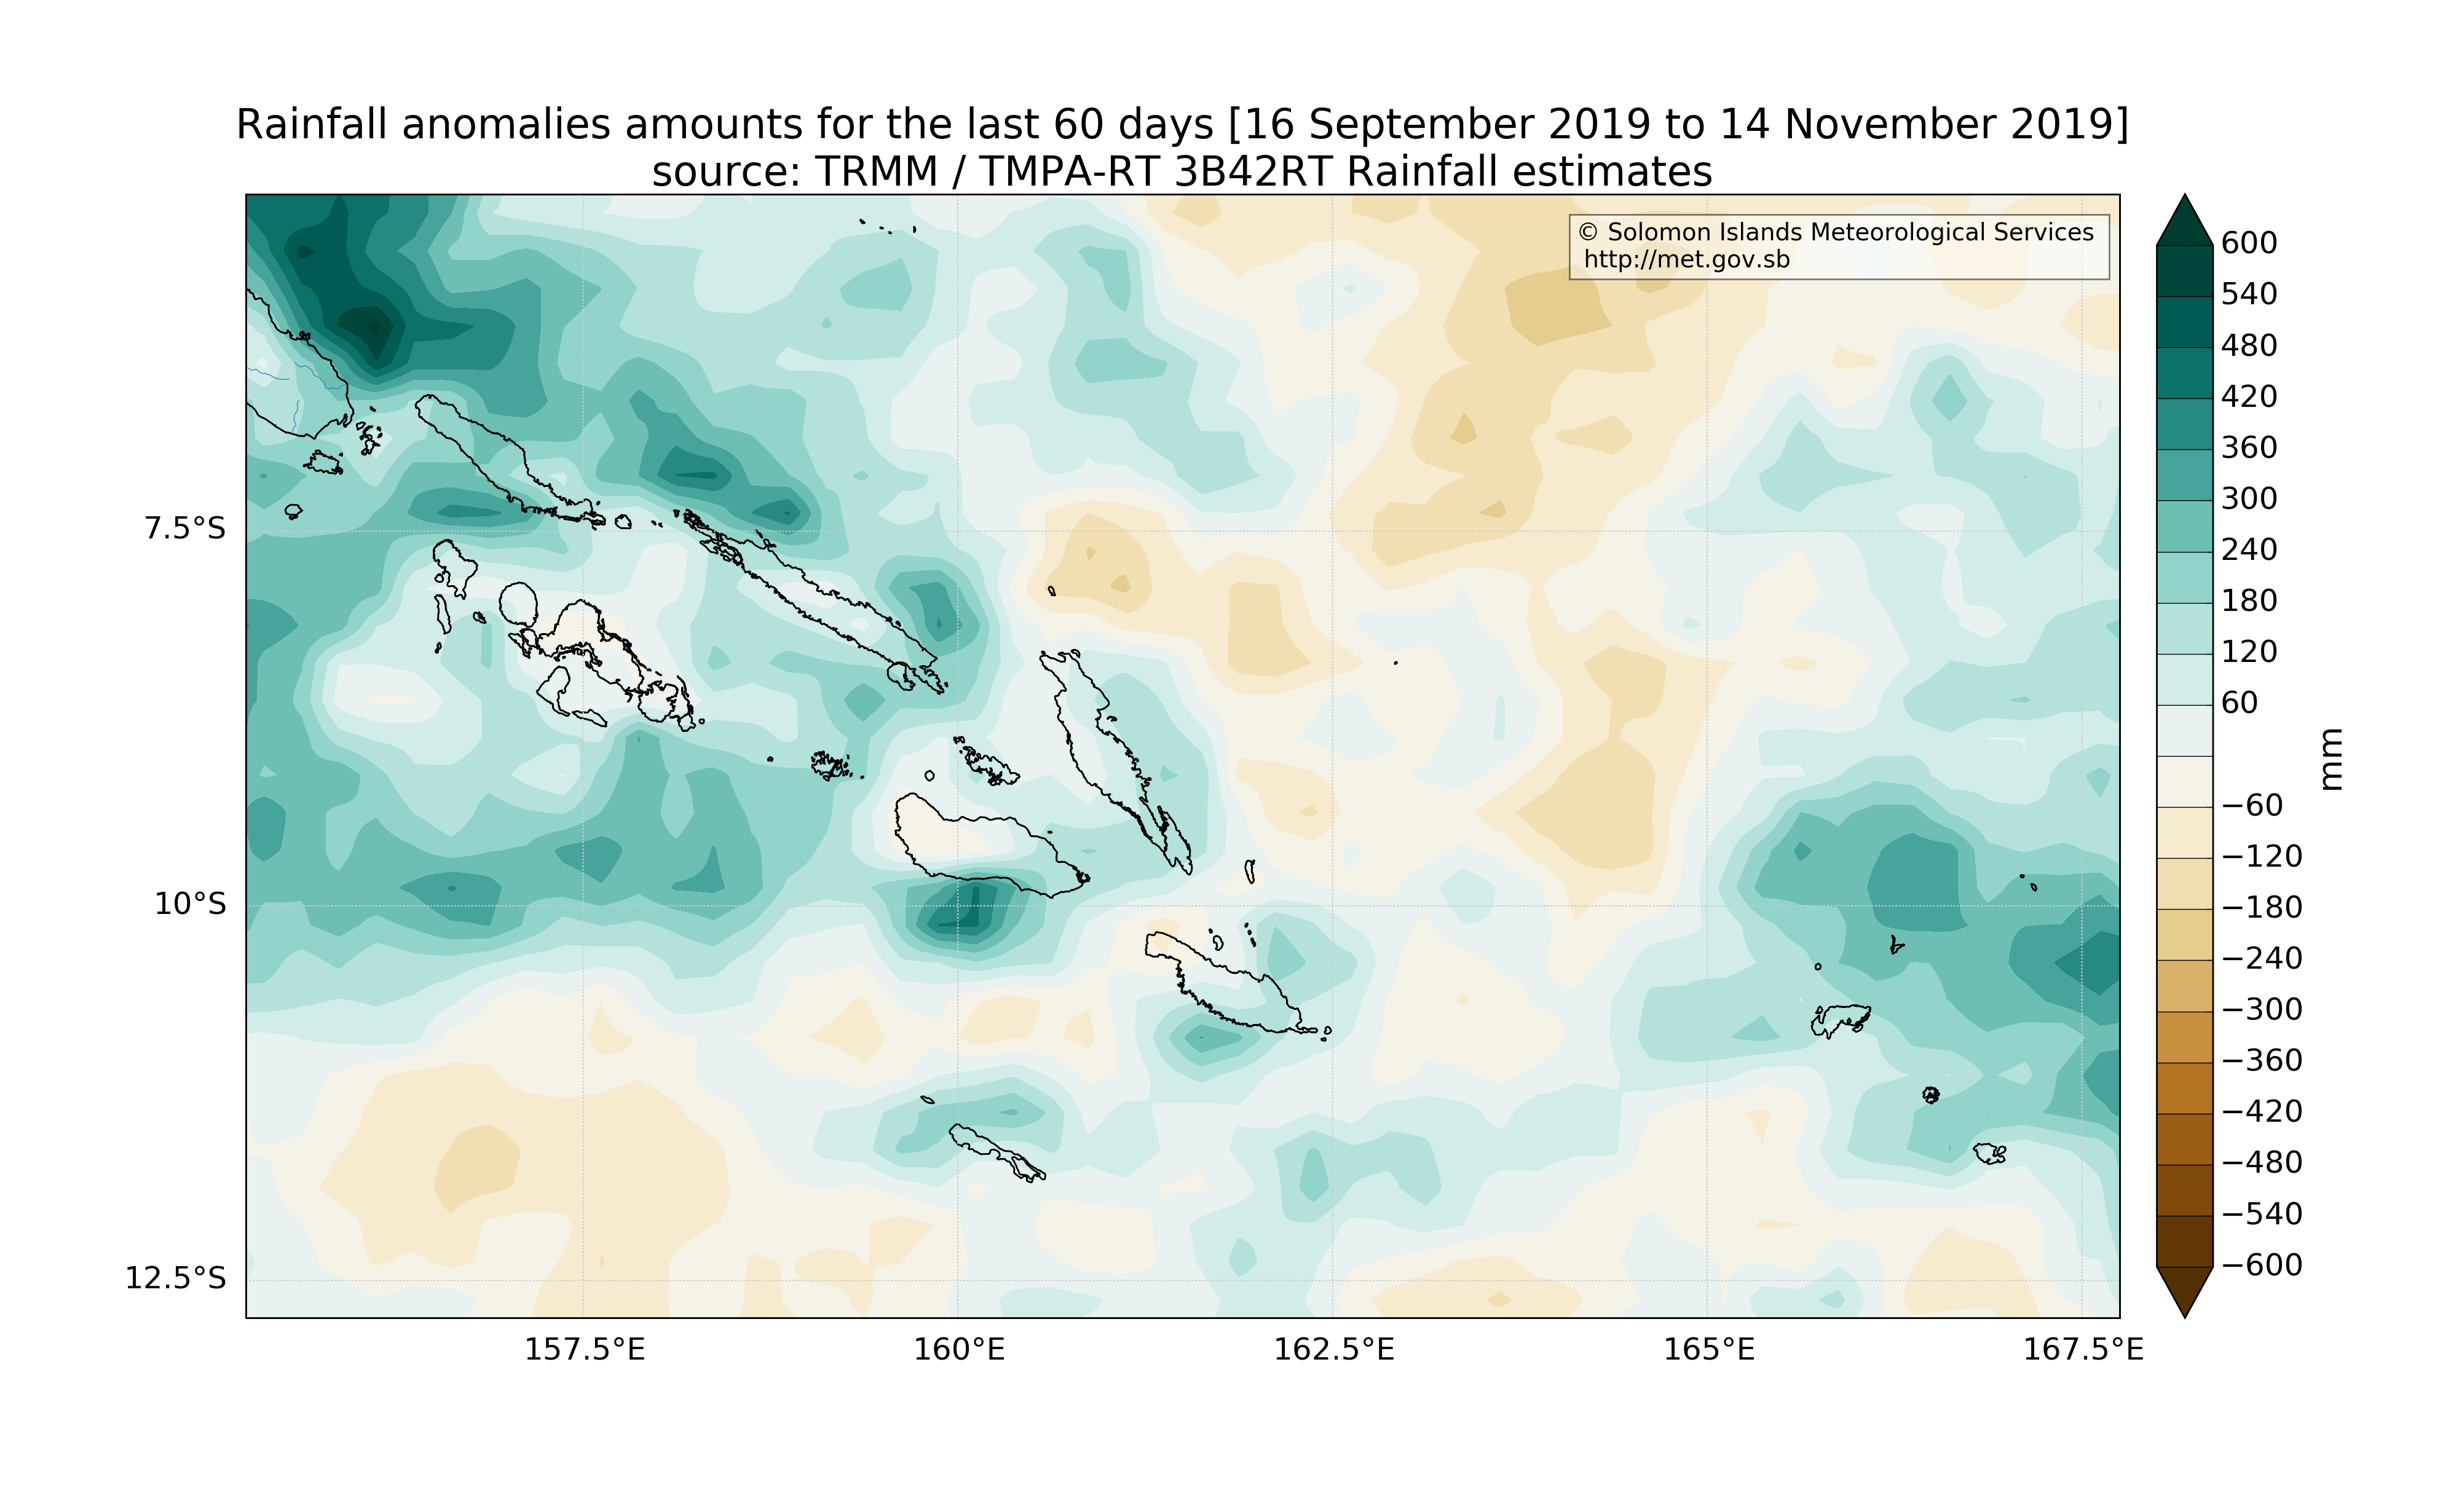 Rainfall anomalies amounts for the last 60 days [16 September 2019 to 14 November 2019]
source: TRMM / TMPA-RT 3B42RT Rainfall estimates
© Solomon Islands Meteorological Services
http://met.gov.sb
7.5°S
10°S
12.5°S
157.5°E
160°E
162.5°E
165°E
167.5°E
600
540
480
420
360
300
240
180
120
60
−60
−120
−180
−240
−300
−360
−420
−480
−540
−600
mm